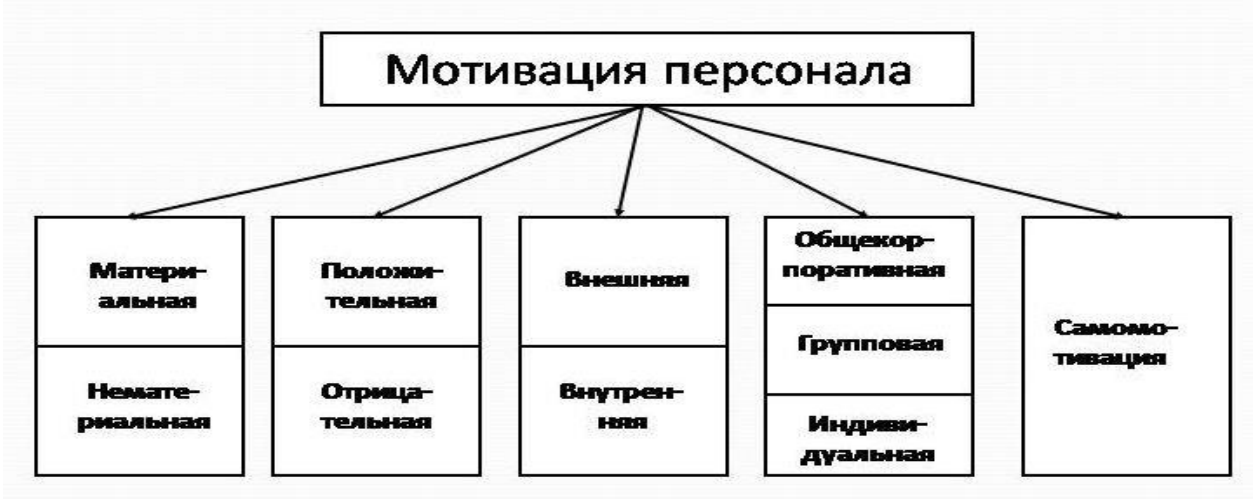 Мотивация персонала
Матери-
альная
Немате-
риальная
Положи-
тельная
Отрица-
тельная
Внешняя
Внутрен-
няя
Общекор-
поративная
Групповая
Индиви-
дуальная
Самомо-
тивация